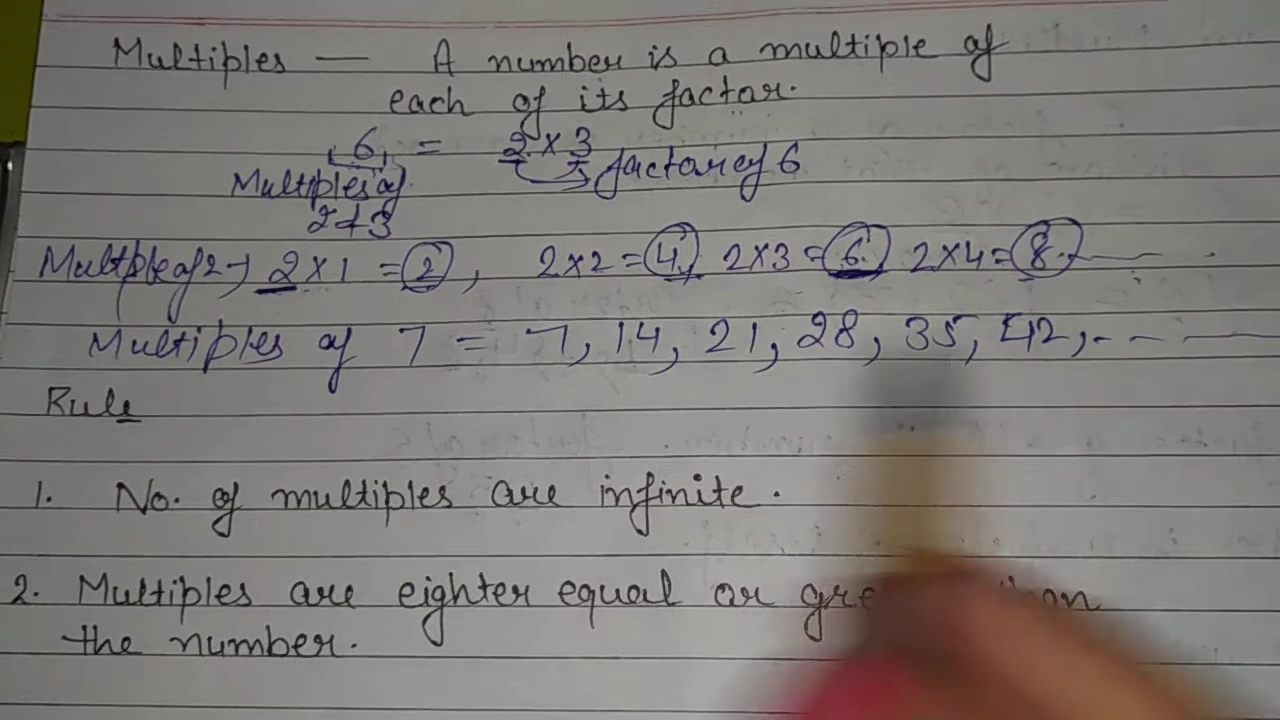 Multiples — A number is a multiple of
each of its factor.
6 = 2 × 3
factor of 6
Multiples of
2 & 3
Multiple of 2 → 2×1 = 2, 2×2 = 4, 2×3 = 6, 2×4 = 8 - - - -
Multiples of 7 = 7, 14, 21, 28, 35, 42, - - -
Rule
1. No. of multiples are infinite.
2. Multiples are eighter equal or
the number.